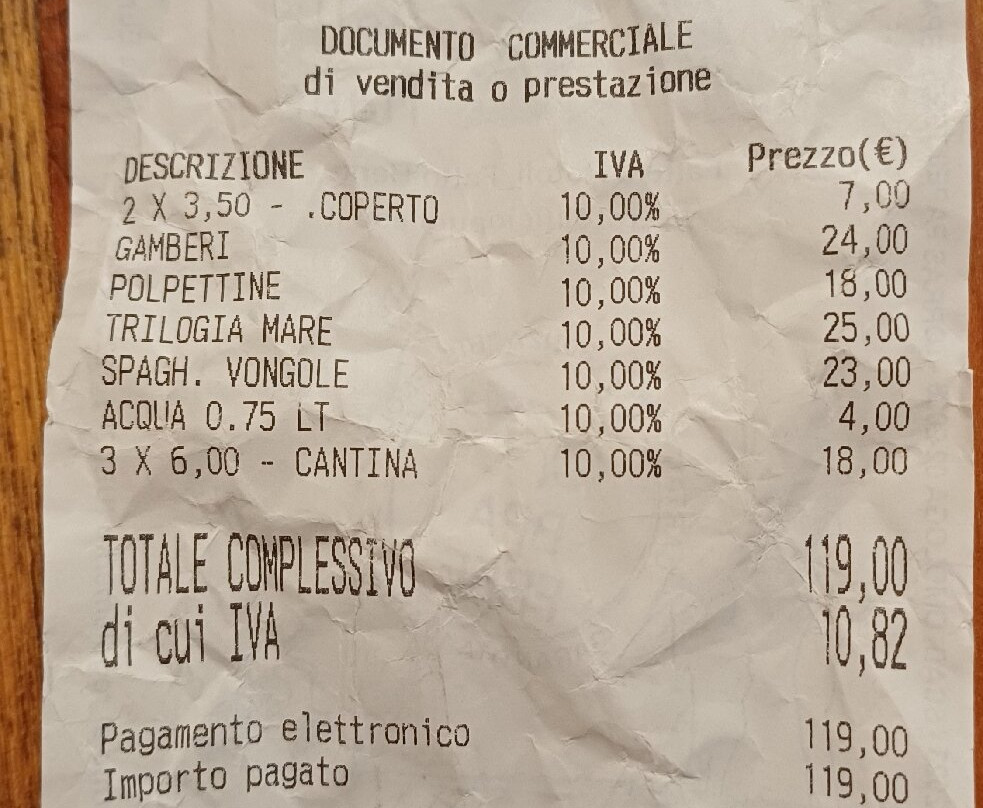 DOCUMENTO COMMERCIALE
di vendita o prestazione
DESCRIZIONE IVA Prezzo(€)
2 X 3,50 - .COPERTO 10,00% 7,00
GAMBERI 10,00% 24,00
POLPETTINE 10,00% 18,00
TRILOGIA MARE 10,00% 25,00
SPAGH. VONGOLE 10,00% 23,00
ACQUA 0.75 LT 10,00% 4,00
3 X 6,00 - CANTINA 10,00% 18,00
TOTALE COMPLESSIVO 119,00
di cui IVA 10,82
Pagamento elettronico 119,00
Importo pagato 119,00